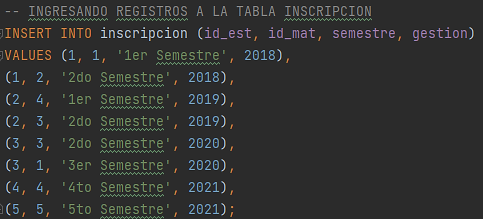 -- INGRESANDO REGISTROS A LA TABLA INSCRIPCION
INSERT INTO inscripcion (id_est, id_mat, semestre, gestion)
VALUES (1, 1, '1er Semestre', 2018),
(1, 2, '2do Semestre', 2018),
(2, 4, '1er Semestre', 2019),
(2, 3, '2do Semestre', 2019),
(3, 3, '2do Semestre', 2020),
(3, 1, '3er Semestre', 2020),
(4, 4, '4to Semestre', 2021),
(5, 5, '5to Semestre', 2021);